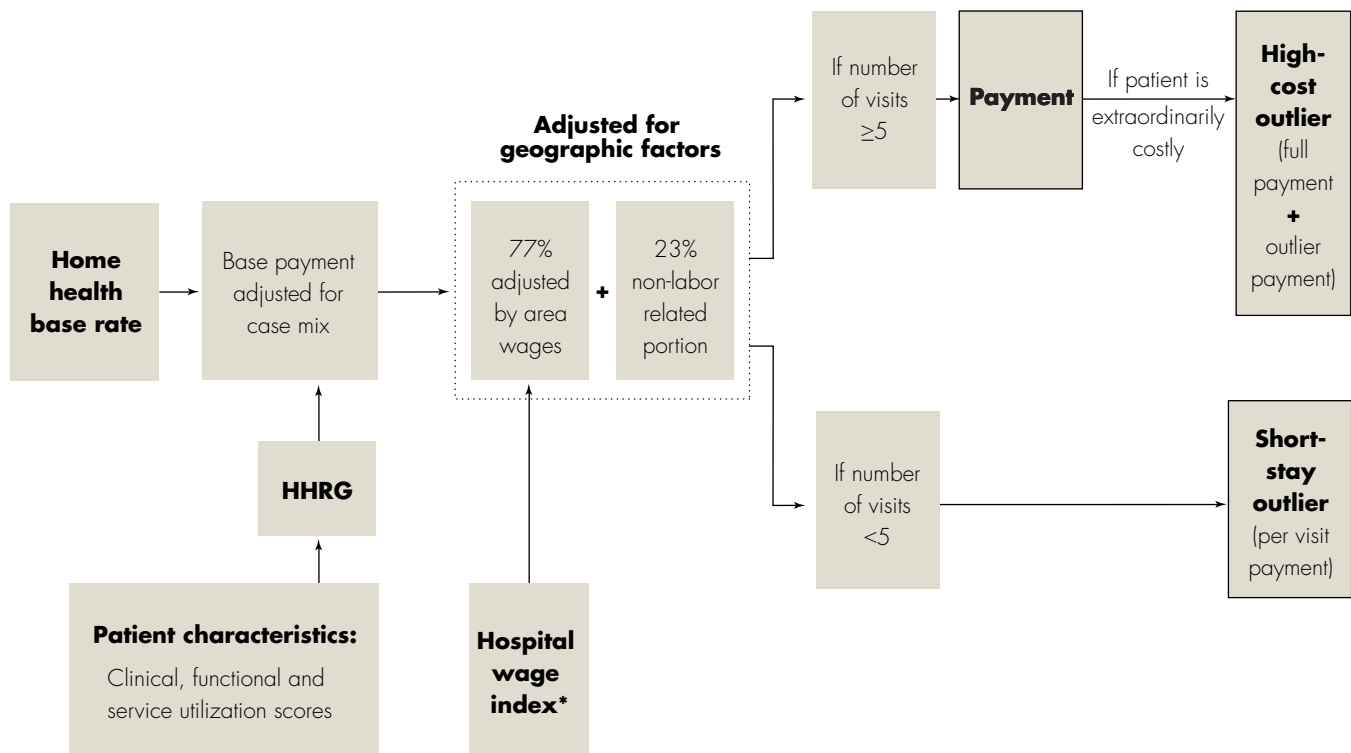 Home
health
base rate
Base payment
adjusted for
case mix
HHRG
Patient characteristics:
Clinical, functional and
service utilization scores
Adjusted for
geographic factors
77%
adjusted
by area
wages
+
23%
non-labor
related
portion
Hospital
wage
index*
If number
of visits
≥5
Payment
If patient is
extraordinarily
costly
High-
cost
outlier
(full
payment
+
outlier
payment)
If number
of visits
<5
Short-
stay
outlier
(per visit
payment)